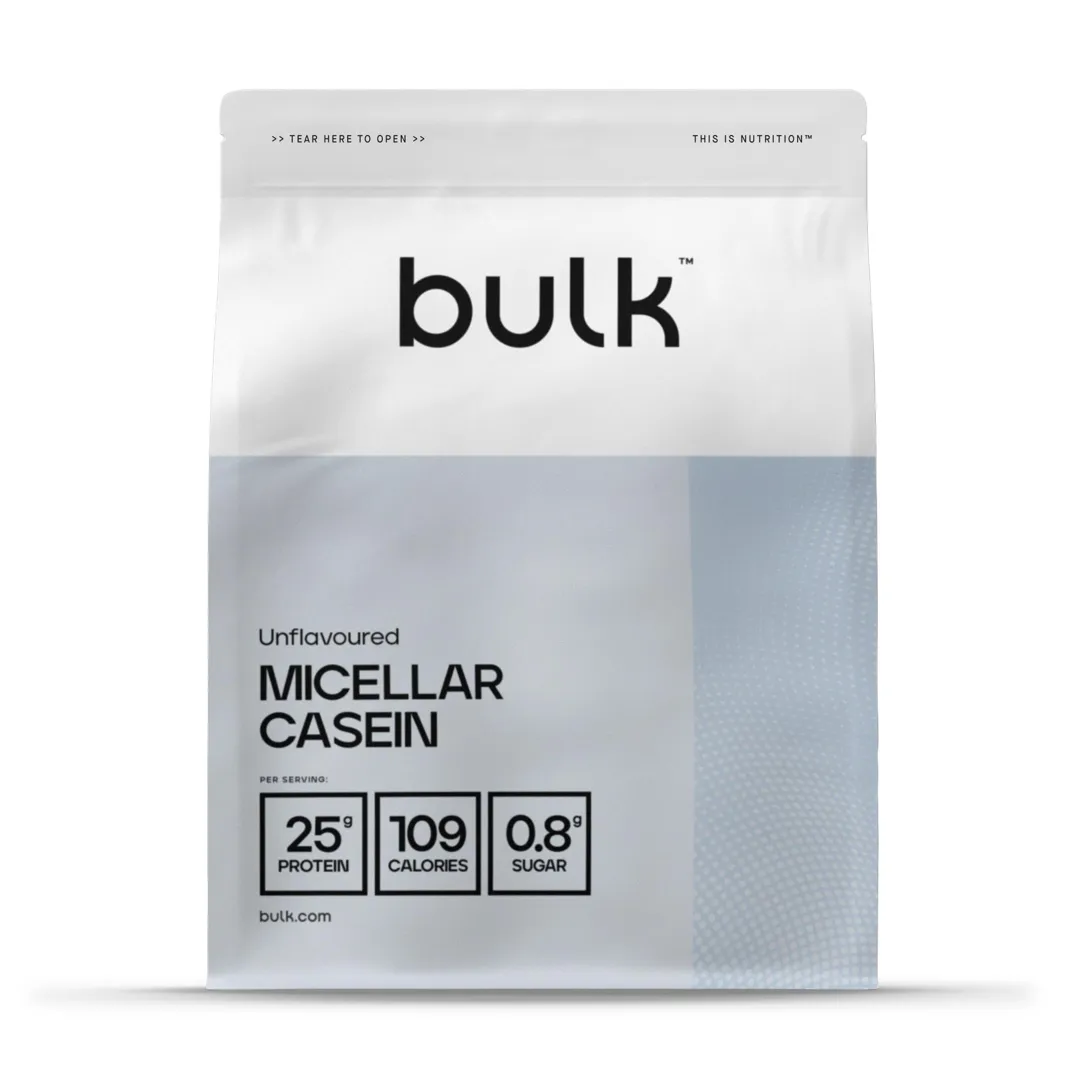 >> TEAR HERE TO OPEN >>
THIS IS NUTRITION™
bulk™
Unflavoured
MICELLAR
CASEIN
PER SERVING:
25g
PROTEIN
109
CALORIES
0.8g
SUGAR
bulk.com